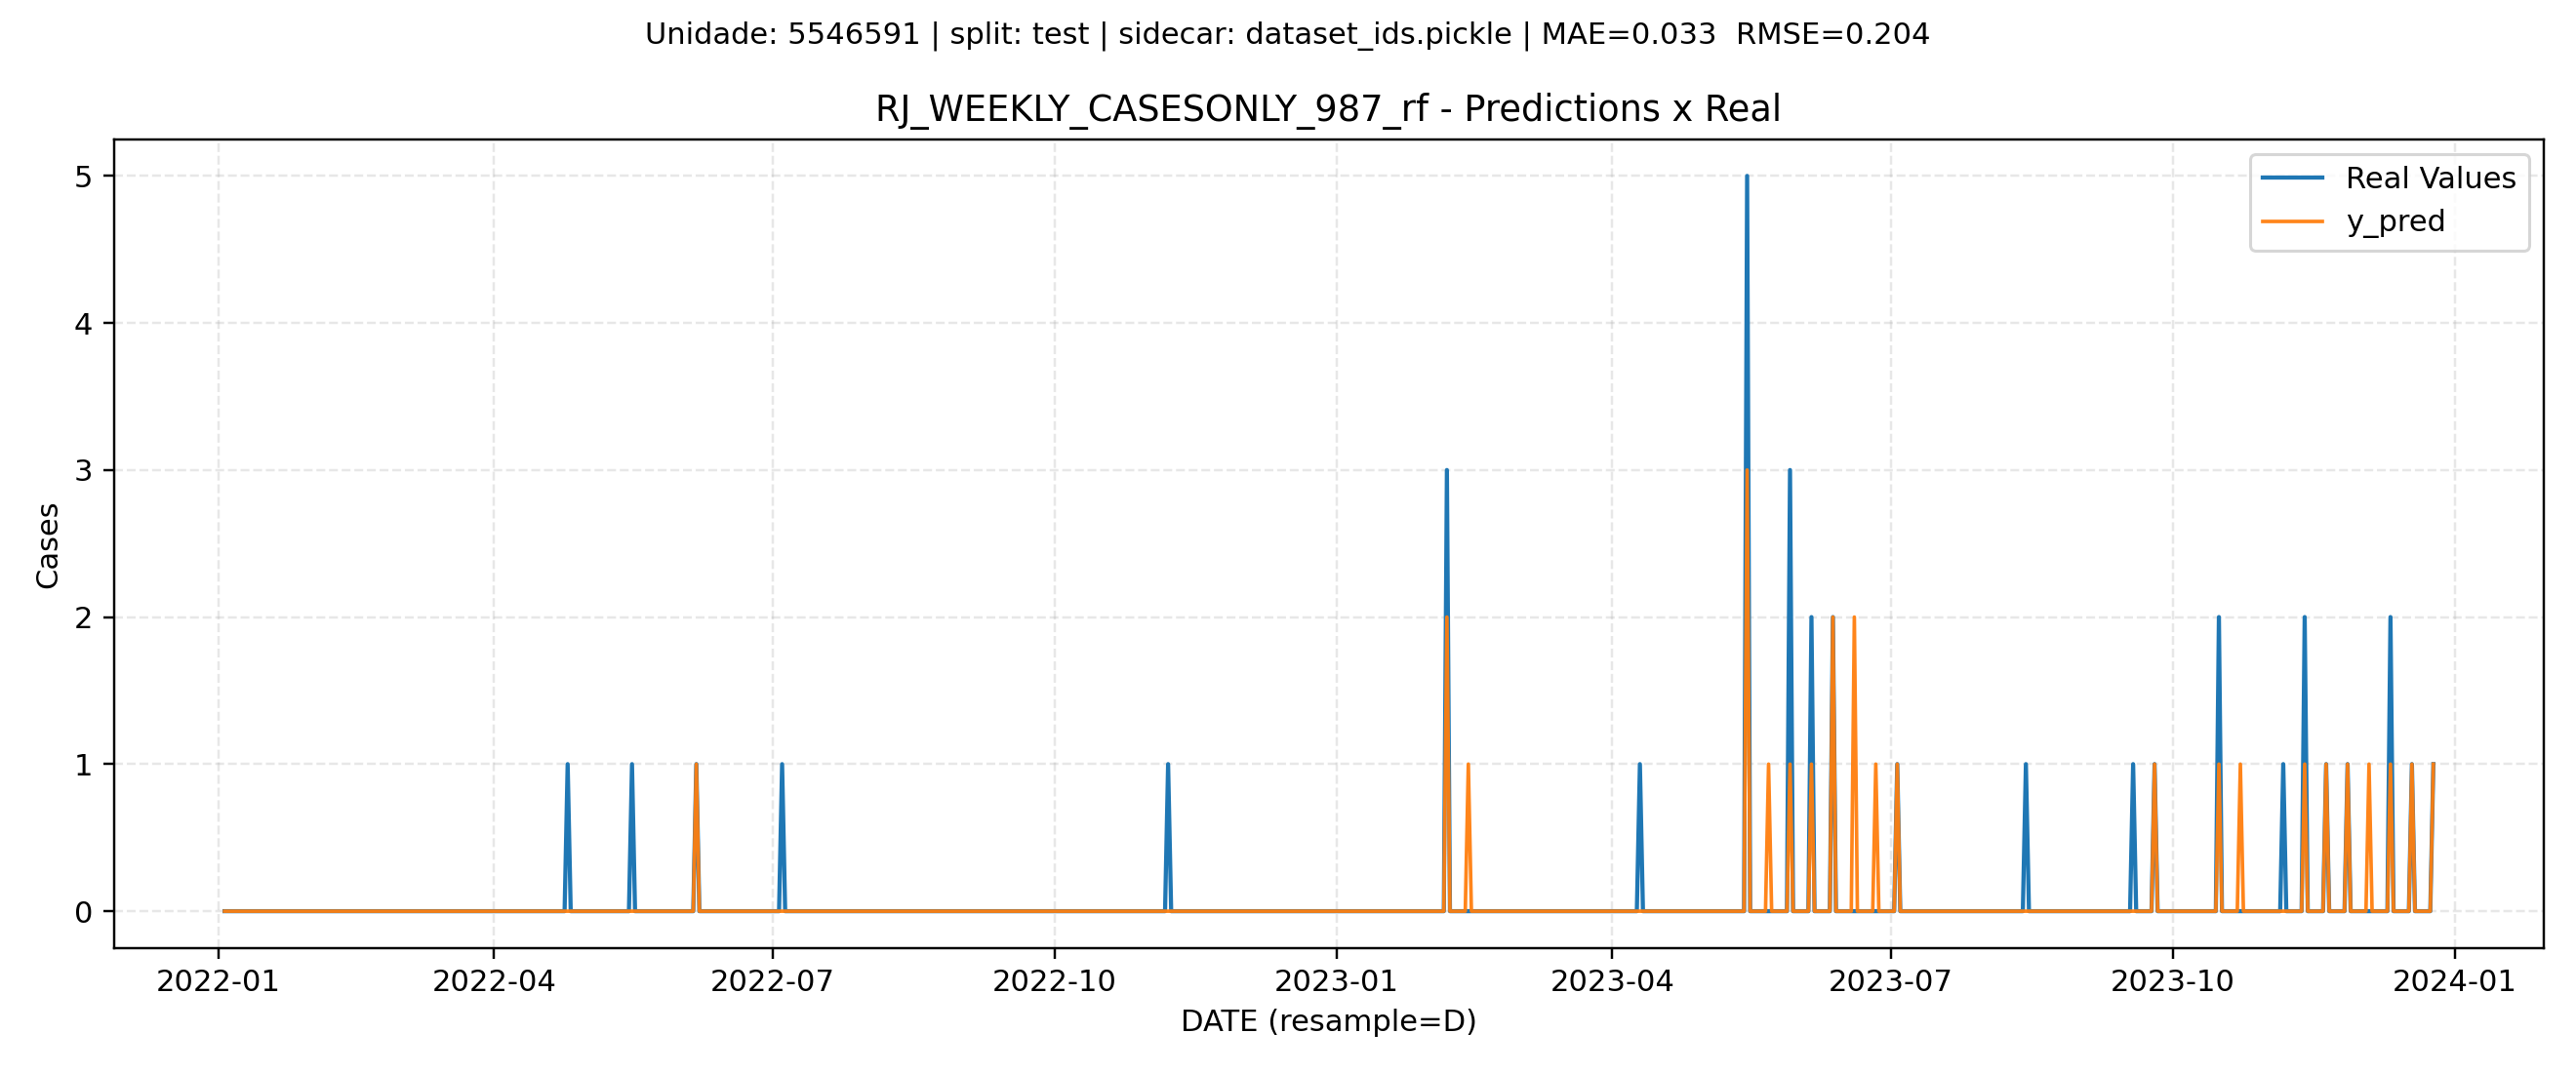 Unidade: 5546591 | split: test | sidecar: dataset_ids.pickle | MAE=0.033  RMSE=0.204
RJ_WEEKLY_CASESONLY_987_rf - Predictions x Real
Real Values
y_pred
5
4
3
2
1
0
Cases
2022-01
2022-04
2022-07
2022-10
2023-01
2023-04
2023-07
2023-10
2024-01
DATE (resample=D)